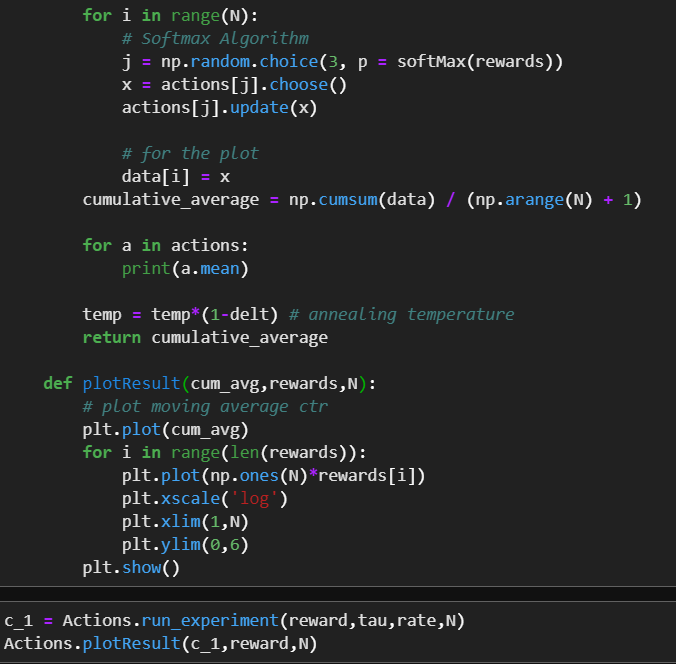 for i in range(N):
# Softmax Algorithm
j = np.random.choice(3, p = softMax(rewards))
x = actions[j].choose()
actions[j].update(x)
# for the plot
data[i] = x
cumulative_average = np.cumsum(data) / (np.arange(N) + 1)
for a in actions:
print(a.mean)
temp = temp*(1-delt) # annealing temperature
return cumulative_average
def plotResult(cum_avg,rewards,N):
# plot moving average ctr
plt.plot(cum_avg)
for i in range(len(rewards)):
plt.plot(np.ones(N)*rewards[i])
plt.xscale('log')
plt.xlim(1,N)
plt.ylim(0,6)
plt.show()
c_1 = Actions.run_experiment(reward,tau,rate,N)
Actions.plotResult(c_1,reward,N)